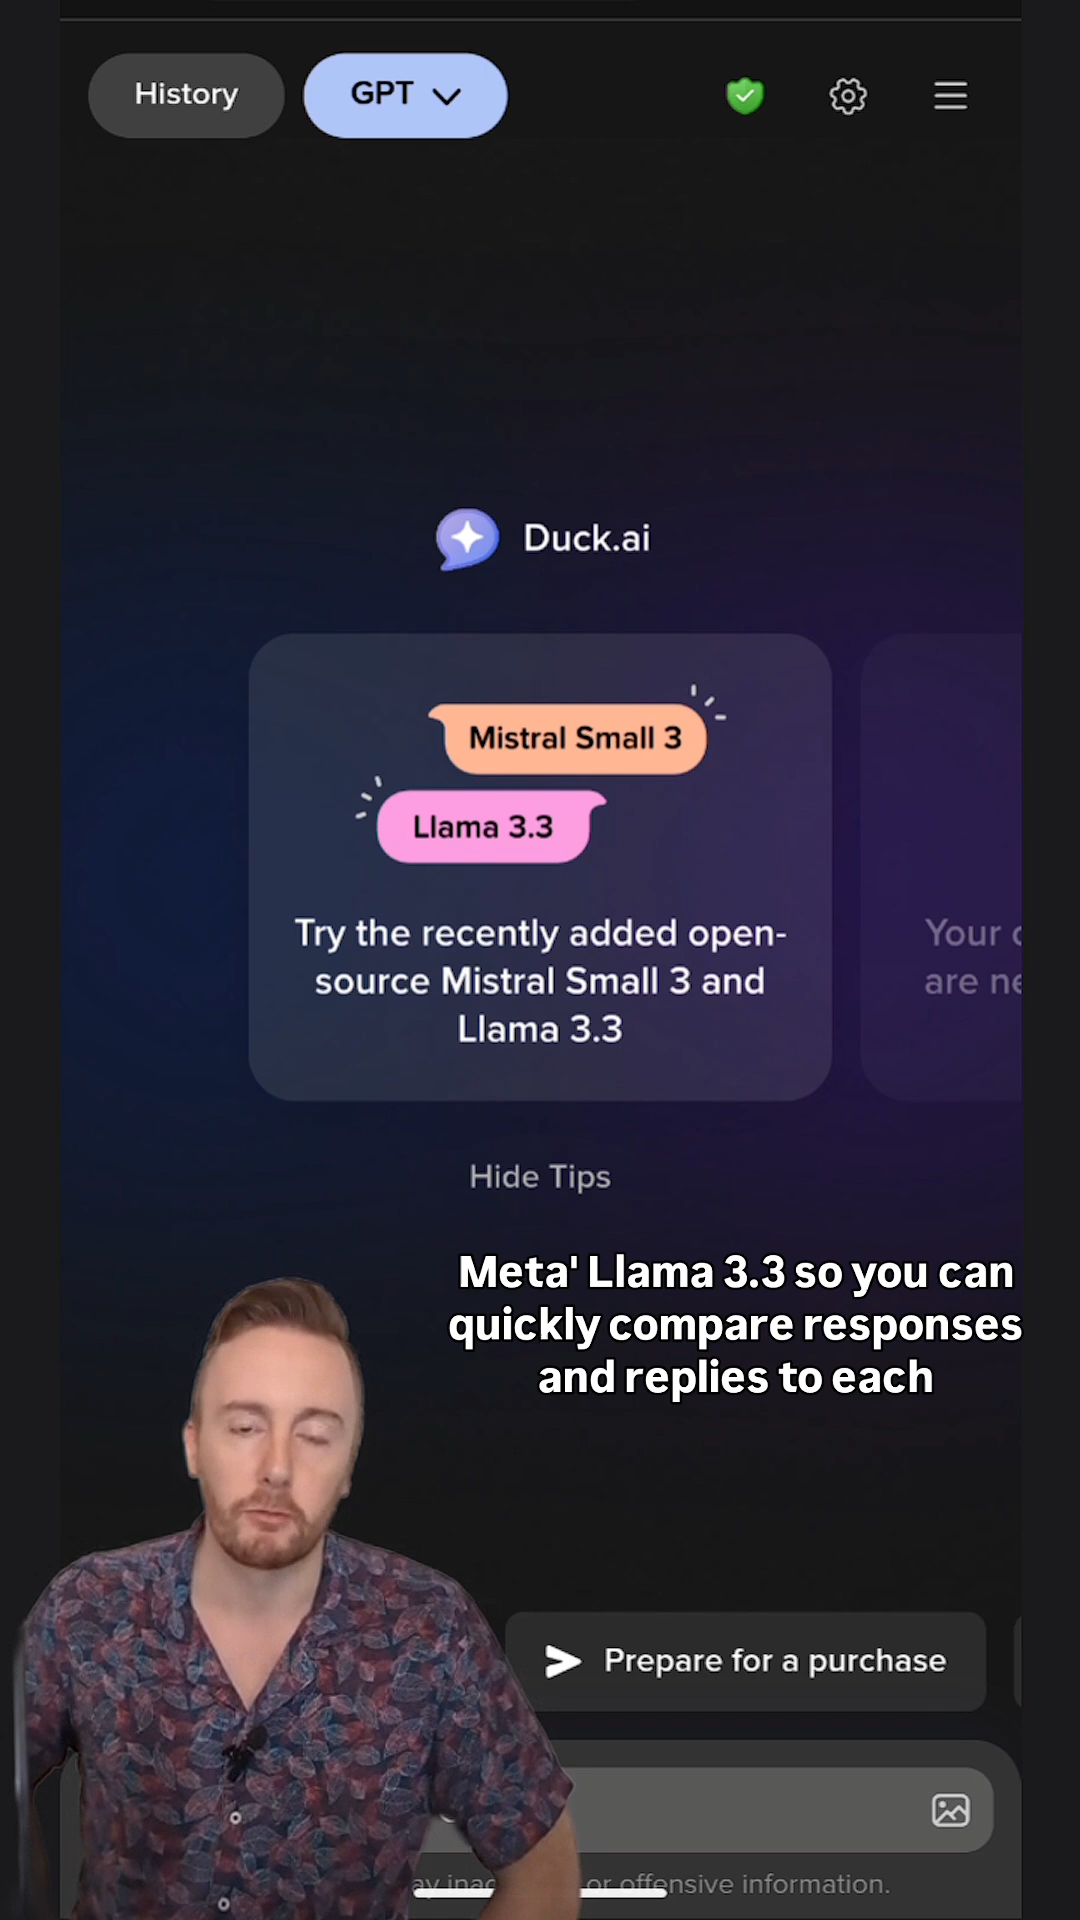 History
GPT
Duck.ai
Mistral Small 3
Llama 3.3
Try the recently added open-
source Mistral Small 3 and
Llama 3.3
Your
are
Hide Tips
Meta' Llama 3.3 so you can
quickly compare responses
and replies to each
Prepare for a purchase
or offensive information.